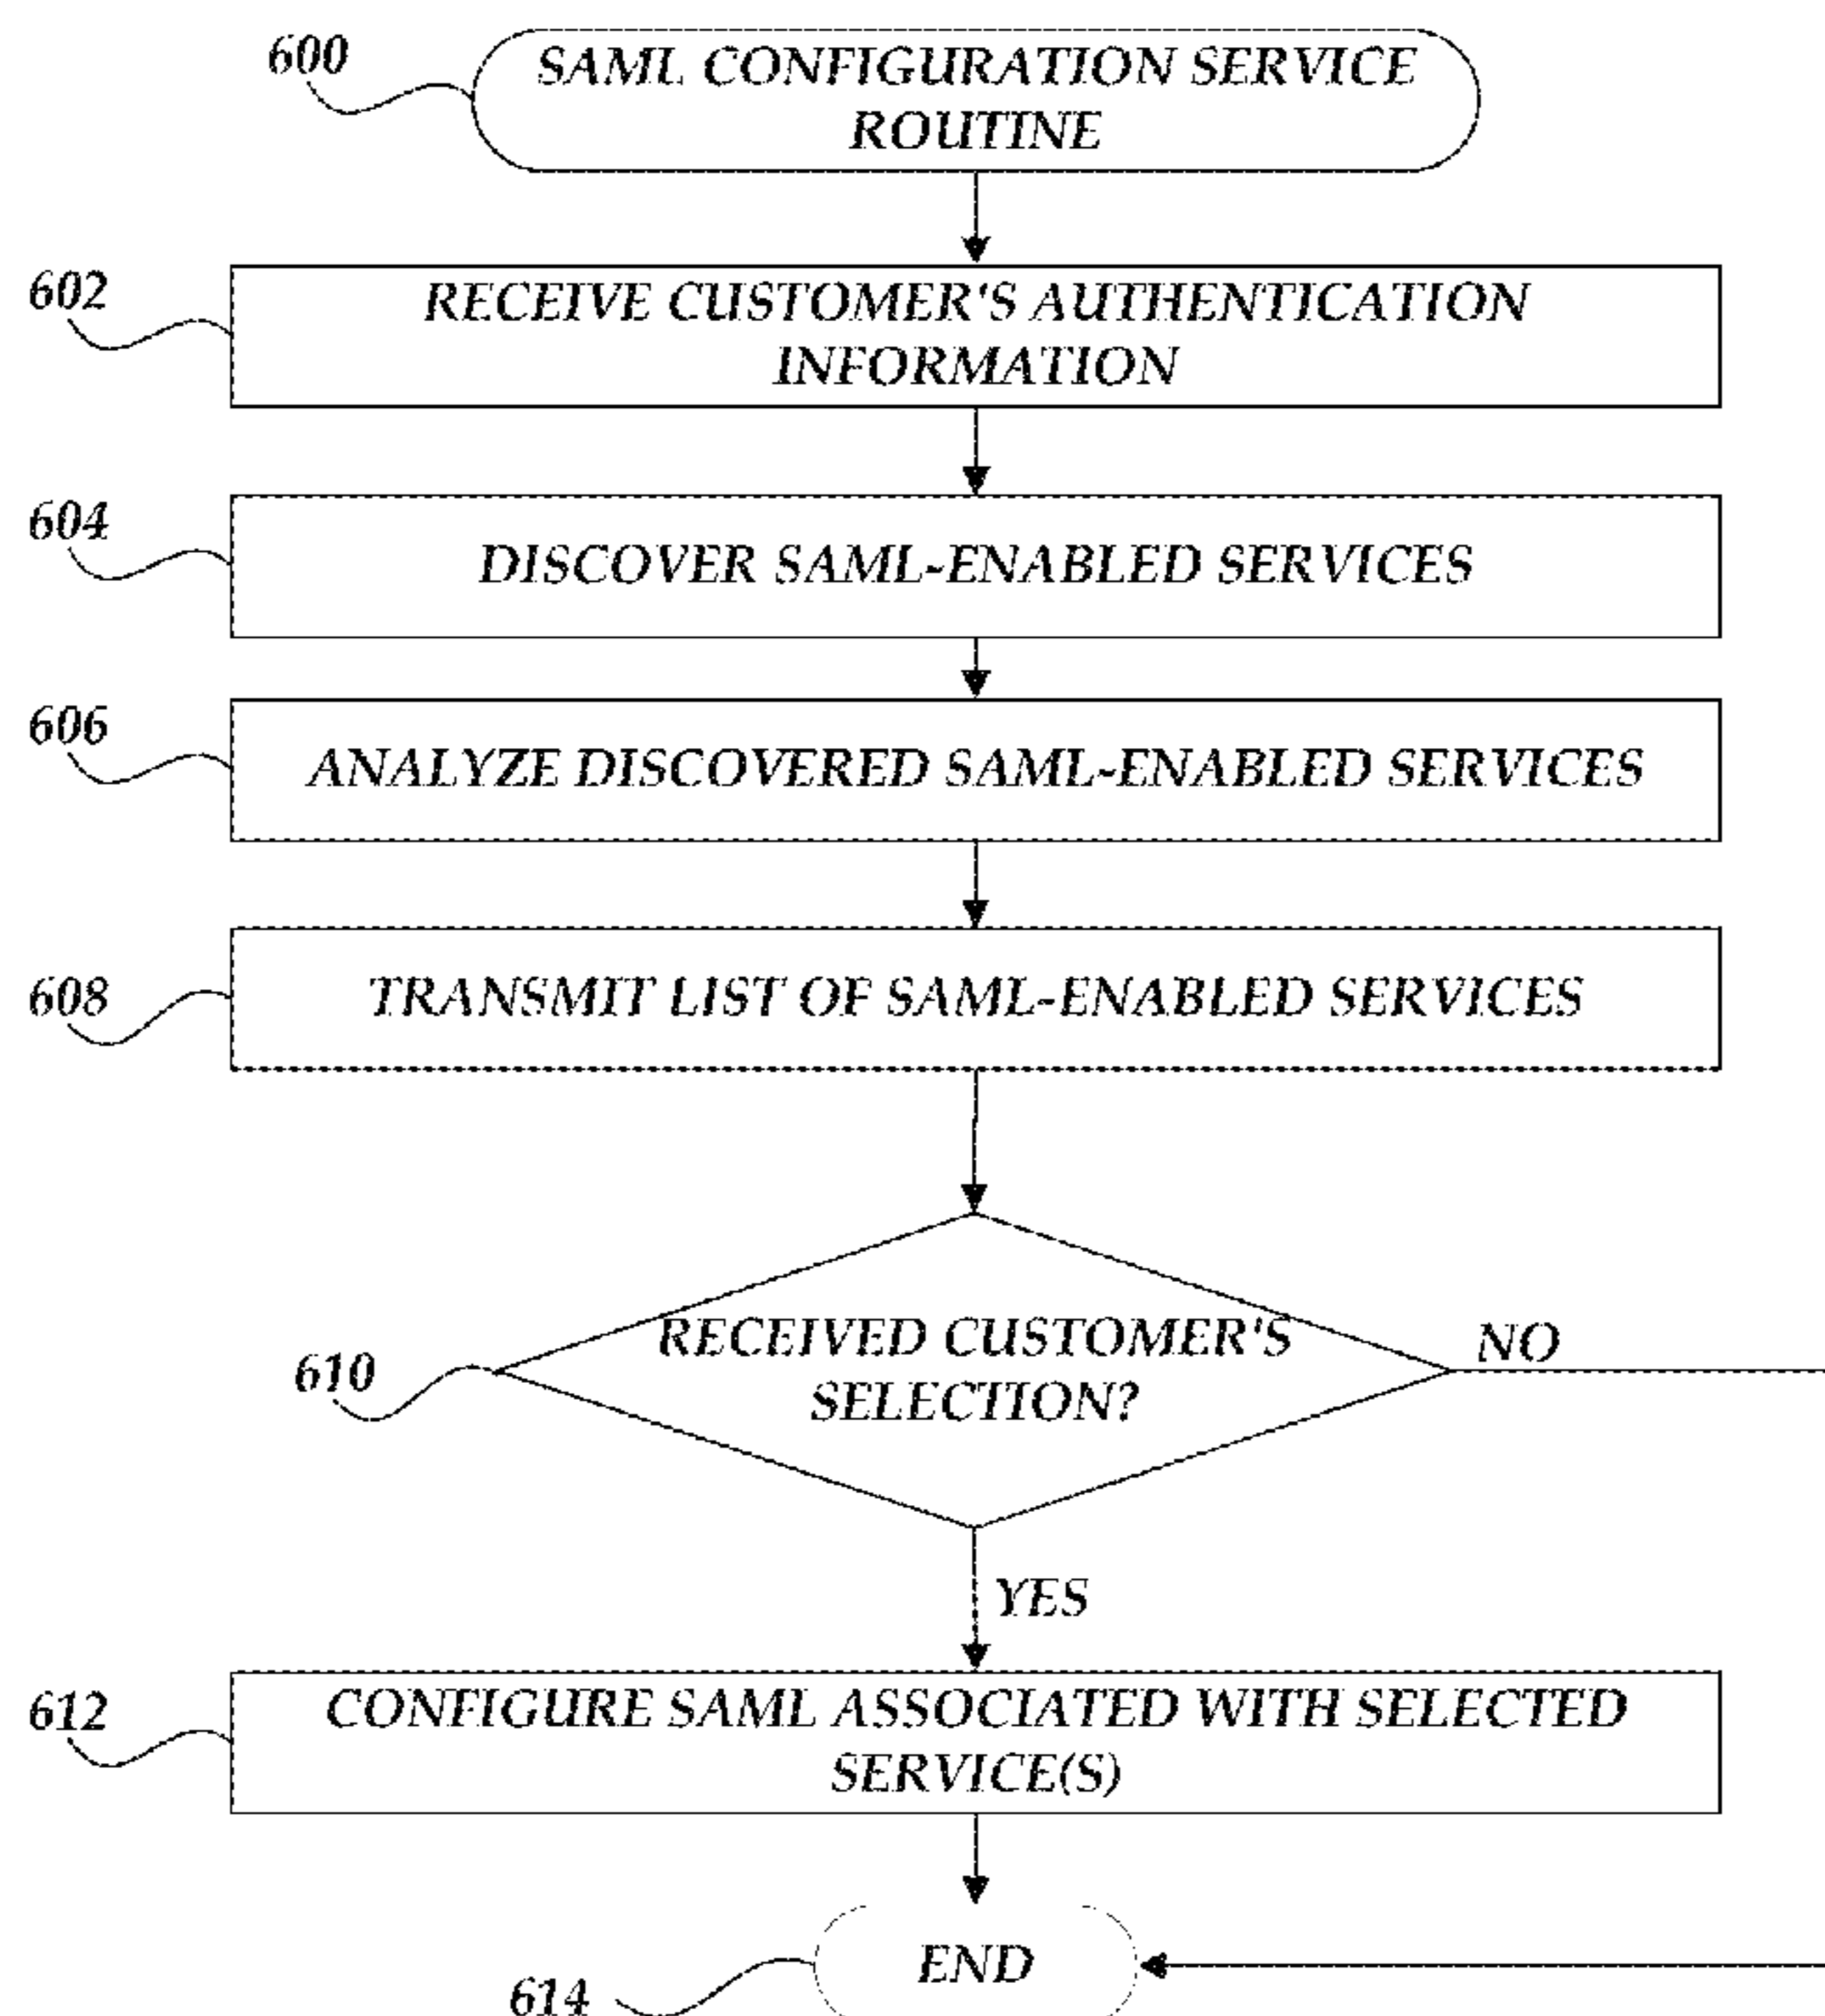 600
SAML CONFIGURATION SERVICE
ROUTINE
602
RECEIVE CUSTOMER'S AUTHENTICATION
INFORMATION
604
DISCOVER SAML-ENABLED SERVICES
606
ANALYZE DISCOVERED SAML-ENABLED SERVICES
608
TRANSMIT LIST OF SAML-ENABLED SERVICES
610
RECEIVED CUSTOMER'S
SELECTION?
NO
YES
612
CONFIGURE SAML ASSOCIATED WITH SELECTED
SERVICE(S)
END
614